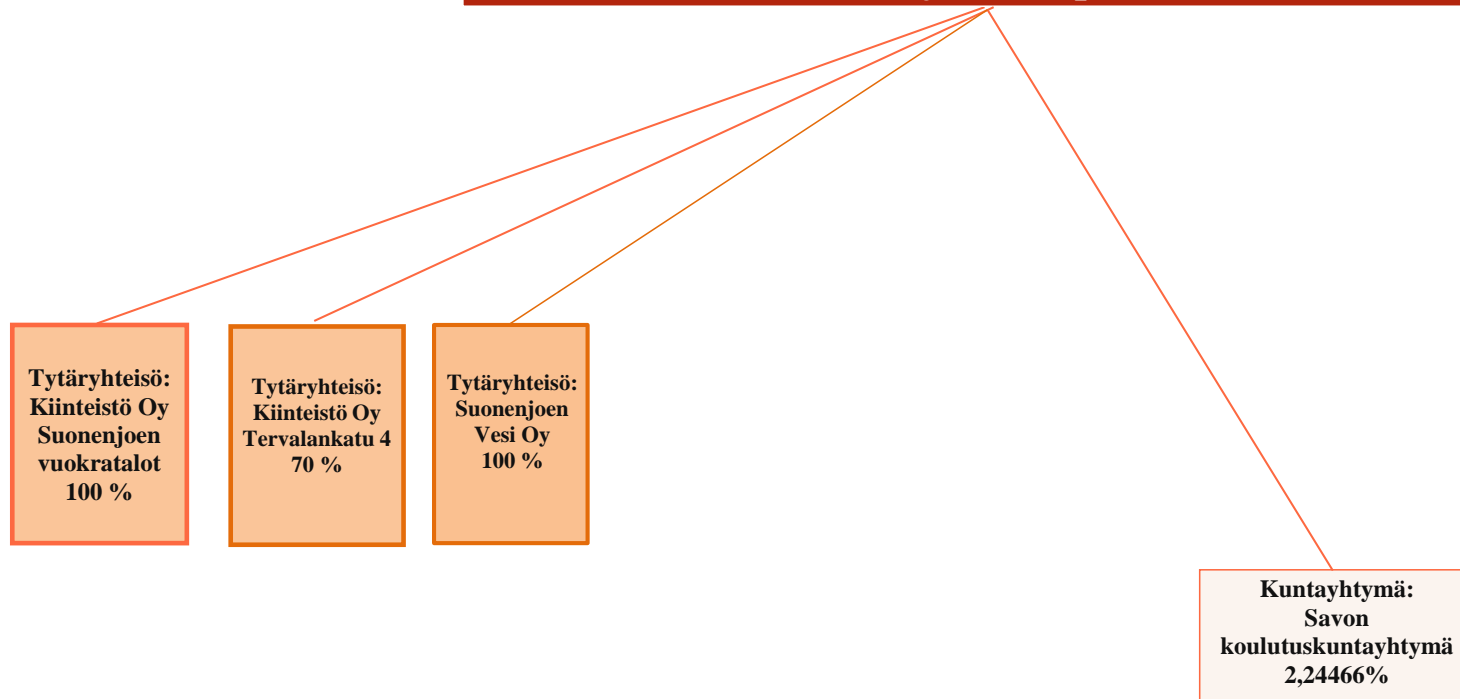 Tytäryhteisö:
Kiinteistö Oy
Suonenjoen
vuokratalot
100 %
Tytäryhteisö:
Kiinteistö Oy
Tervalankatu 4
70 %
Tytäryhteisö:
Suonenjoen
Vesi Oy
100 %
Kuntayhtymä:
Savon
koulutuskuntayhtymä
2,24466%